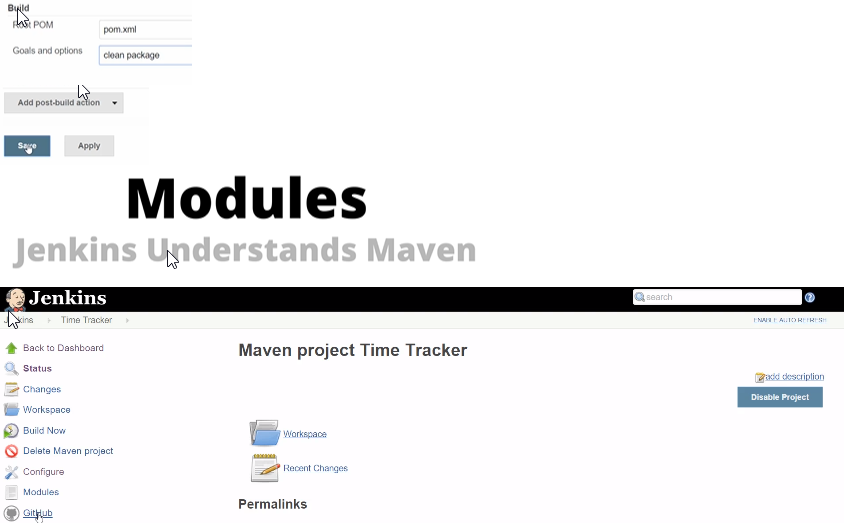 Build
Root POM
pom.xml
Goals and options
clean package
Add post-build action
Save
Apply
Modules
Jenkins Understands Maven
Jenkins
search
Jenkins
Time Tracker
ENABLE AUTO REFRESH
Back to Dashboard
Maven project Time Tracker
Status
add description
Changes
Disable Project
Workspace
Build Now
Workspace
Delete Maven project
Configure
Recent Changes
Modules
Permalinks
GitHub